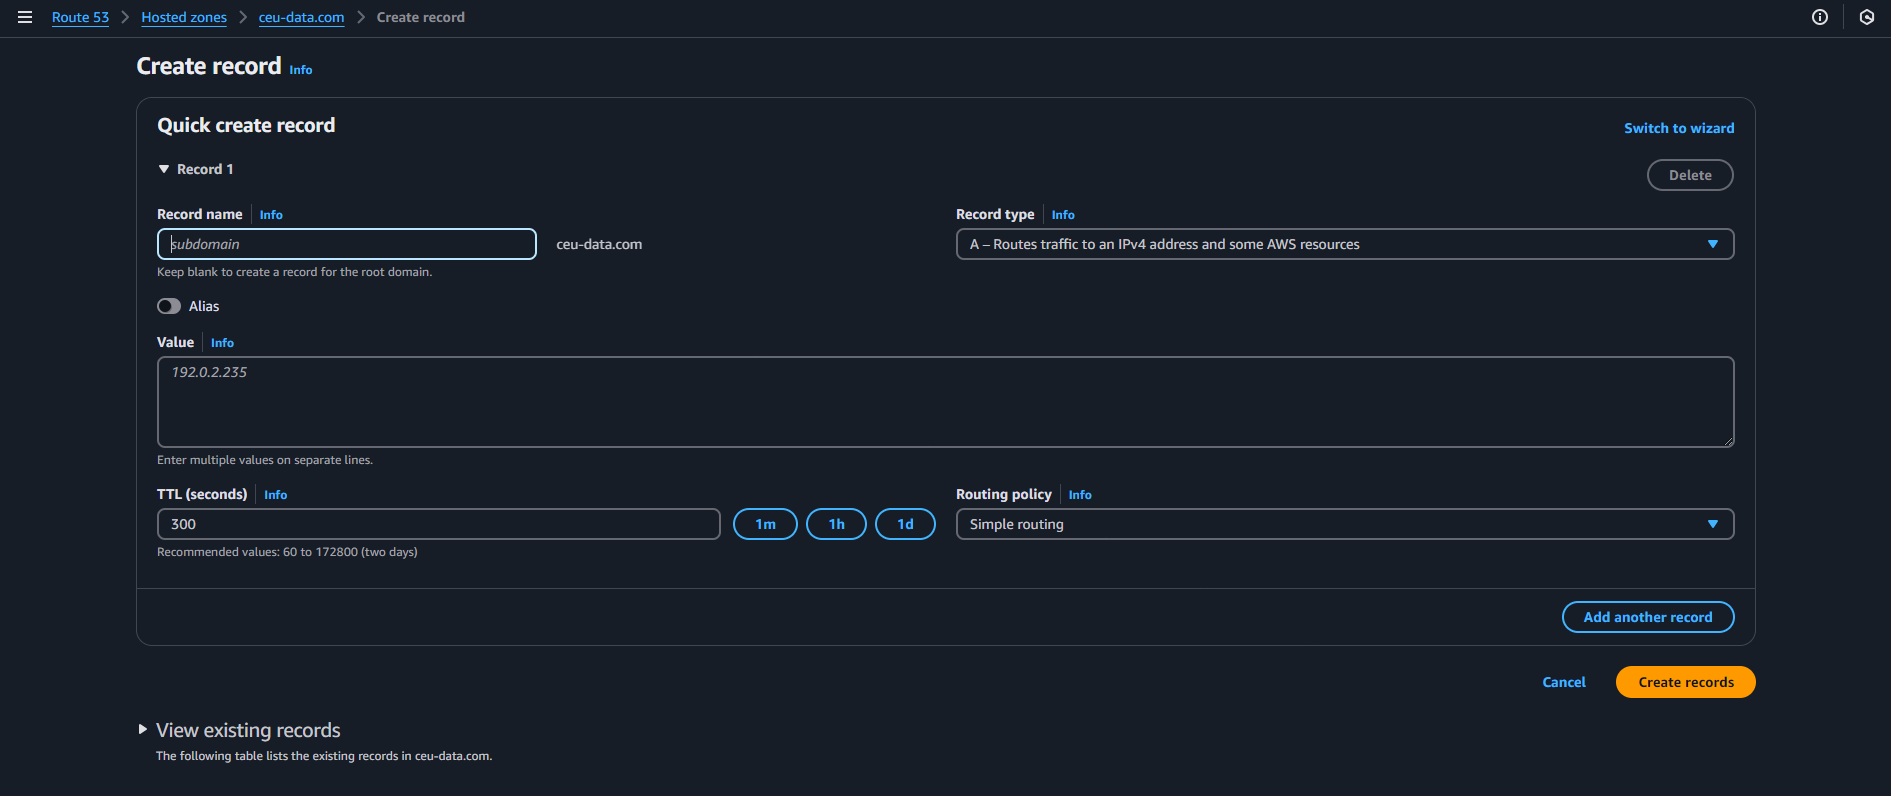 Route 53 Hosted zones ceu-data.com Create record
Create record Info
Quick create record
Switch to wizard
Record 1
Delete
Record name Info
subdomain
ceu-data.com
Keep blank to create a record for the root domain.
Record type Info
A – Routes traffic to an IPv4 address and some AWS resources
Alias
Value Info
192.0.2.235
Enter multiple values on separate lines.
TTL (seconds) Info
300
1m 1h 1d
Recommended values: 60 to 172800 (two days)
Routing policy Info
Simple routing
Add another record
Cancel Create records
View existing records
The following table lists the existing records in ceu-data.com.